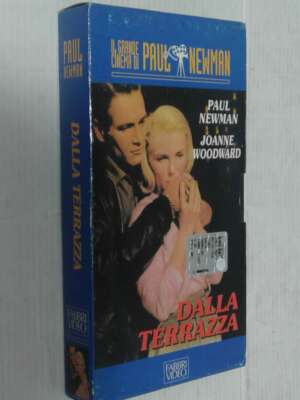 PAUL
NEWMAN
DALLA TERRAZZA
FABBRI
VIDEO
IL GRANDE
CINEMA DI
PAUL NEWMAN
PAUL
NEWMAN
JOANNE
WOODWARD
DALLA
TERRAZZA
FABBRI
VIDEO